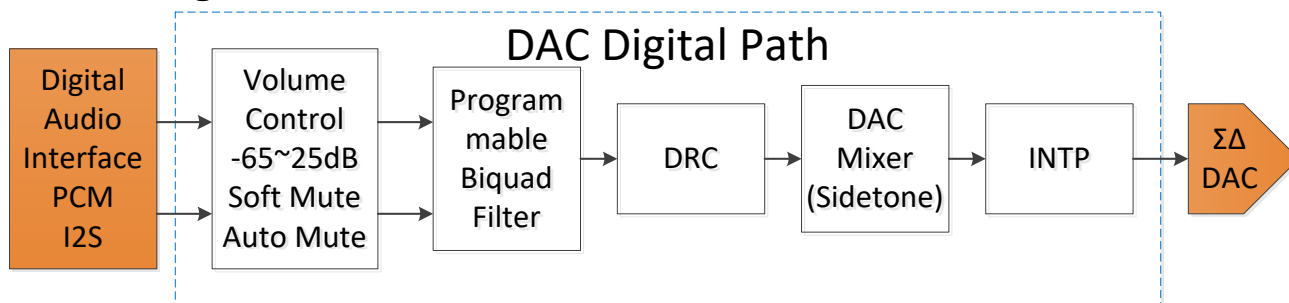 DAC Digital Path
Digital
Audio
Interface
PCM
I2S
Volume
Control
-65~25dB
Soft Mute
Auto Mute
Program
mable
Biquad
Filter
DRC
DAC
Mixer
(Sidetone)
INTP
ΣΔ
DAC